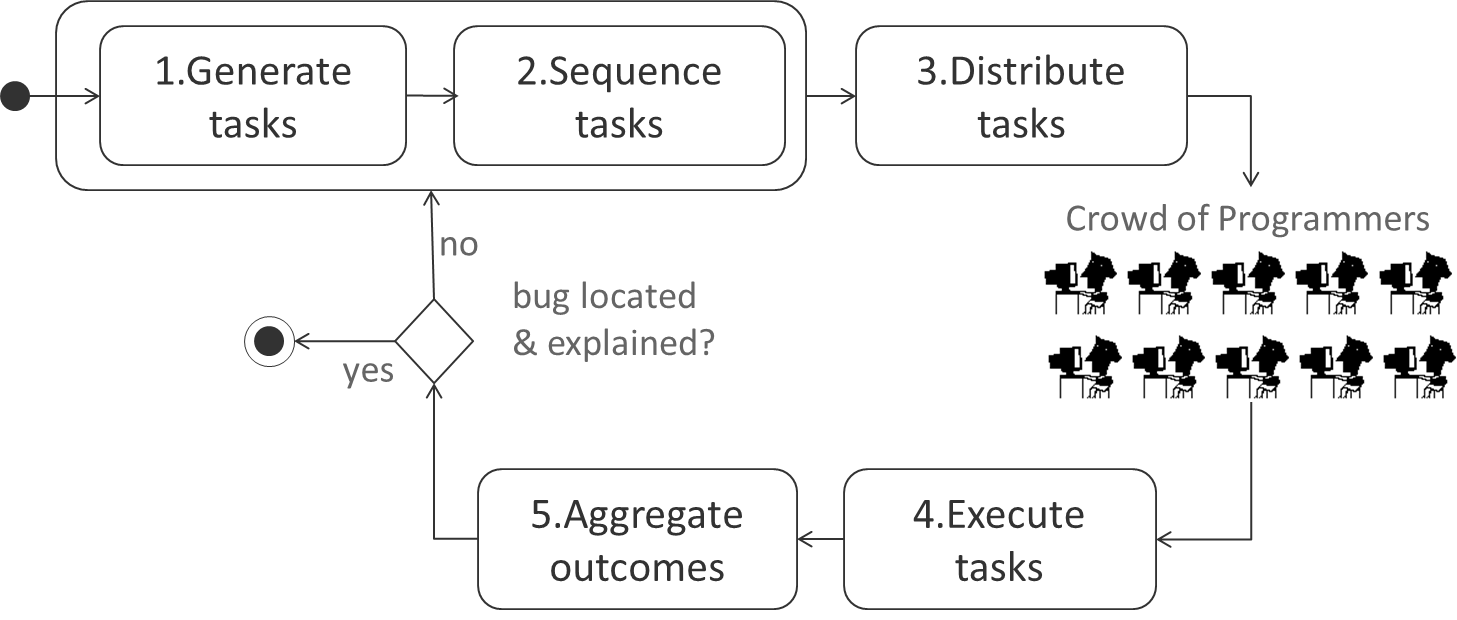 1.Generate
tasks
2.Sequence
tasks
3.Distribute
tasks
Crowd of Programmers
no
bug located
& explained?
yes
5.Aggregate
outcomes
4.Execute
tasks